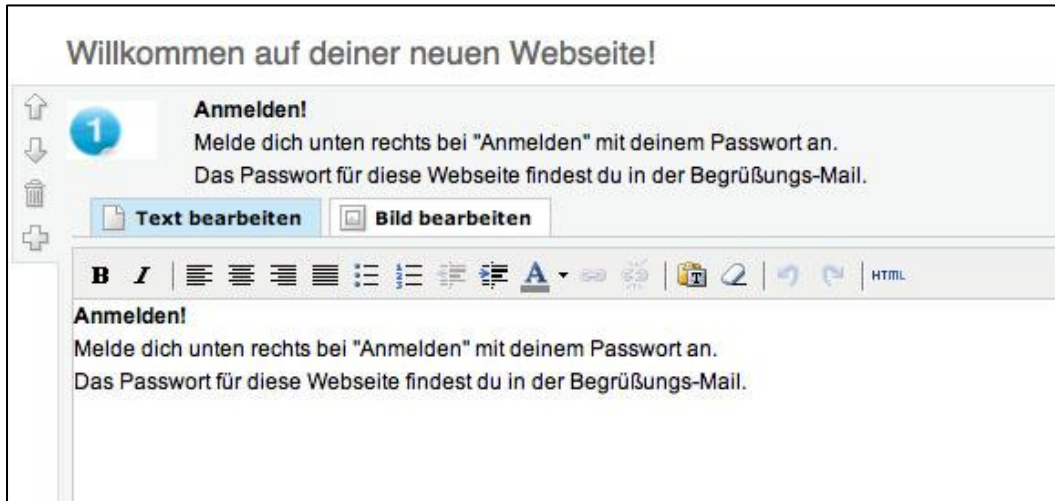 Willkommen auf deiner neuen Webseite!
1
Anmelden!
Melde dich unten rechts bei "Anmelden" mit deinem Passwort an.
Das Passwort für diese Webseite findest du in der Begrüßungs-Mail.
Text bearbeiten Bild bearbeiten
B I A T HTML
Anmelden!
Melde dich unten rechts bei "Anmelden" mit deinem Passwort an.
Das Passwort für diese Webseite findest du in der Begrüßungs-Mail.